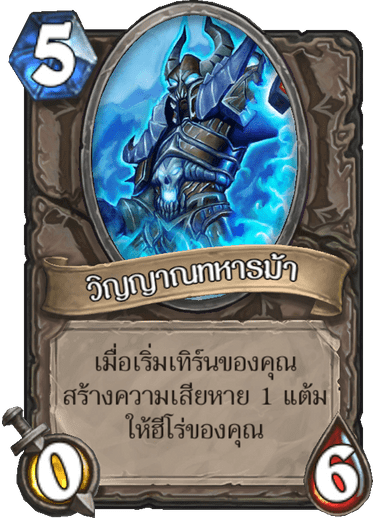 5
วิญญาณทหารม้า
เมื่อเริ่มเทิร์นของคุณ
สร้างความเสียหาย 1 แต้ม
ให้ฮีโร่ของคุณ
0
6